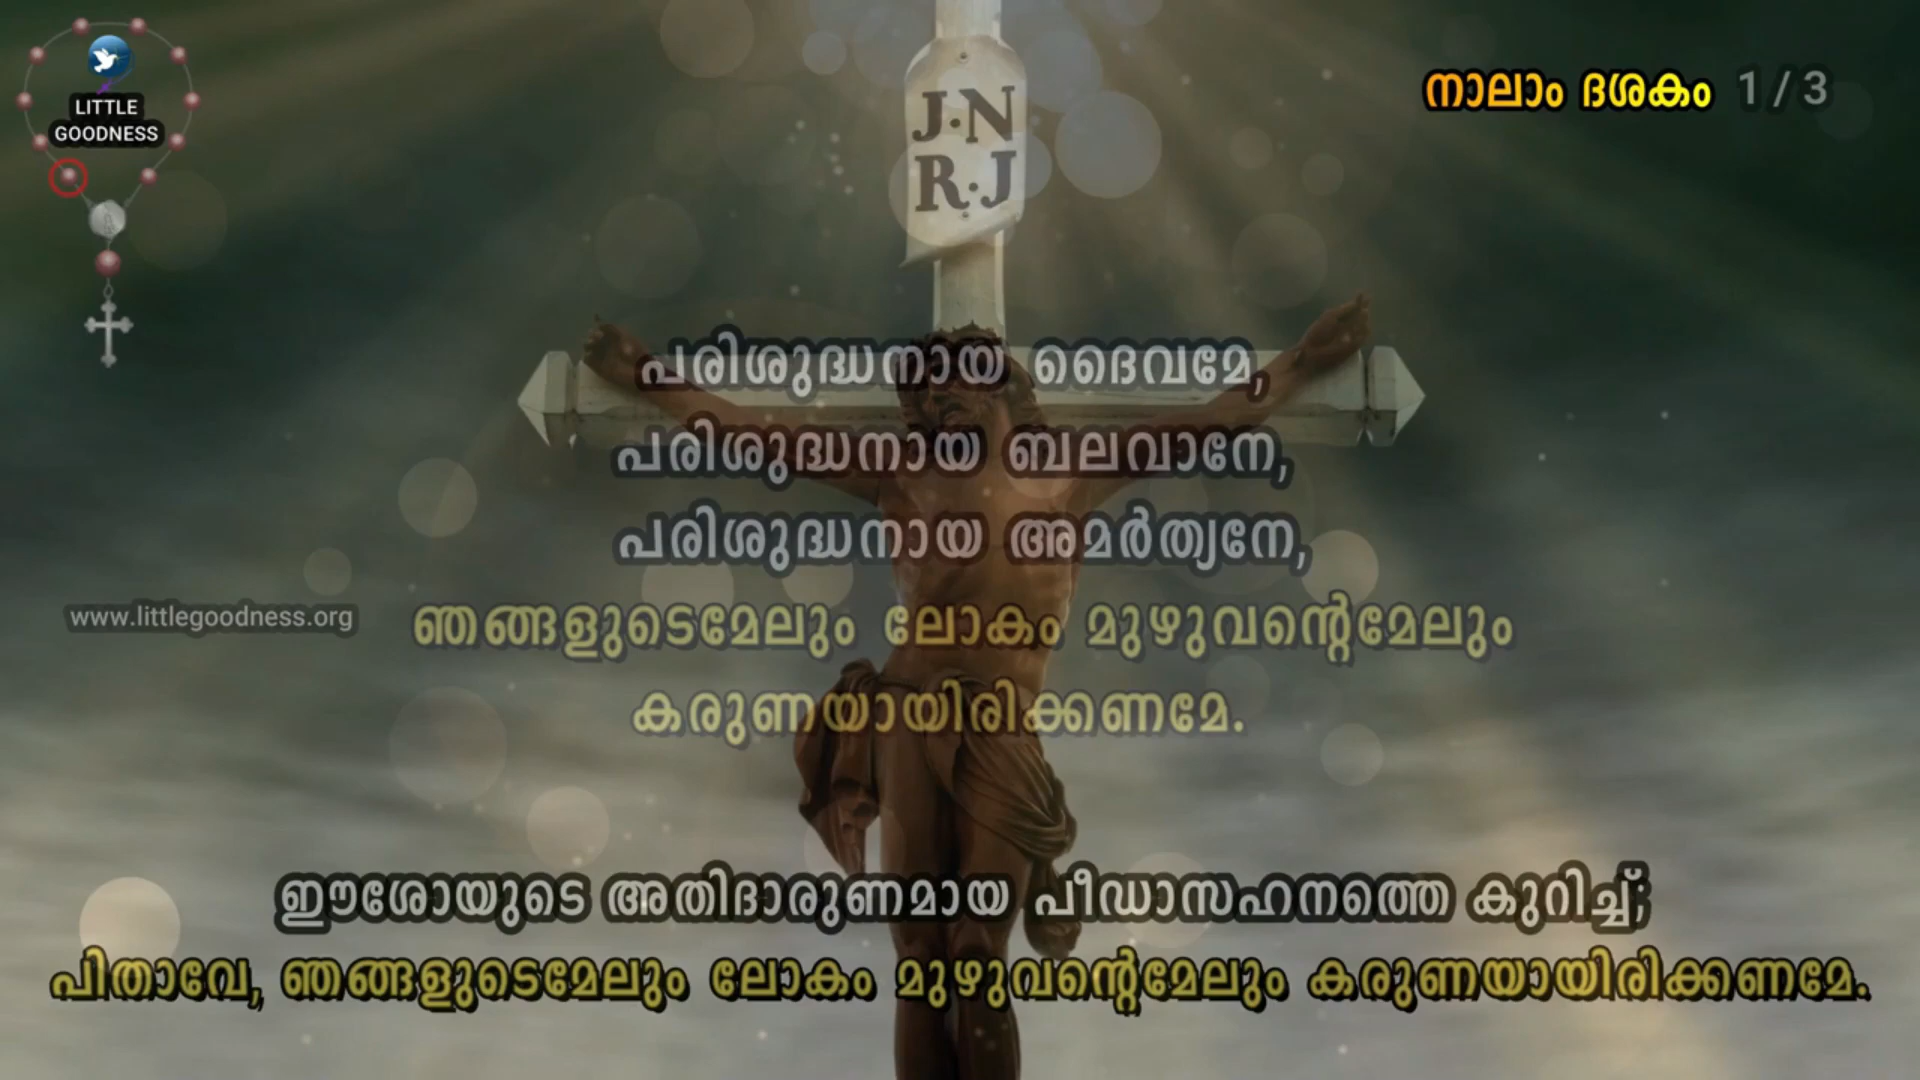 LITTLE
GOODNESS
നാലാം ദശകം 1 / 3
J·N
R·J
പരിശുദ്ധനായ ദൈവമേ,
പരിശുദ്ധനായ ബലവാനേ,
പരിശുദ്ധനായ അമർത്യനേ,
www.littlegoodness.org
ഞങ്ങളുടെമേലും ലോകം മുഴുവന്റെമേലും
കരുണയായിരിക്കണമേ.
ഈശോയുടെ അതിദാരുണമായ പീഡാസഹനത്തെ കുറിച്ച്;
പിതാവേ, ഞങ്ങളുടെമേലും ലോകം മുഴുവന്റെമേലും കരുണയായിരിക്കണമേ.